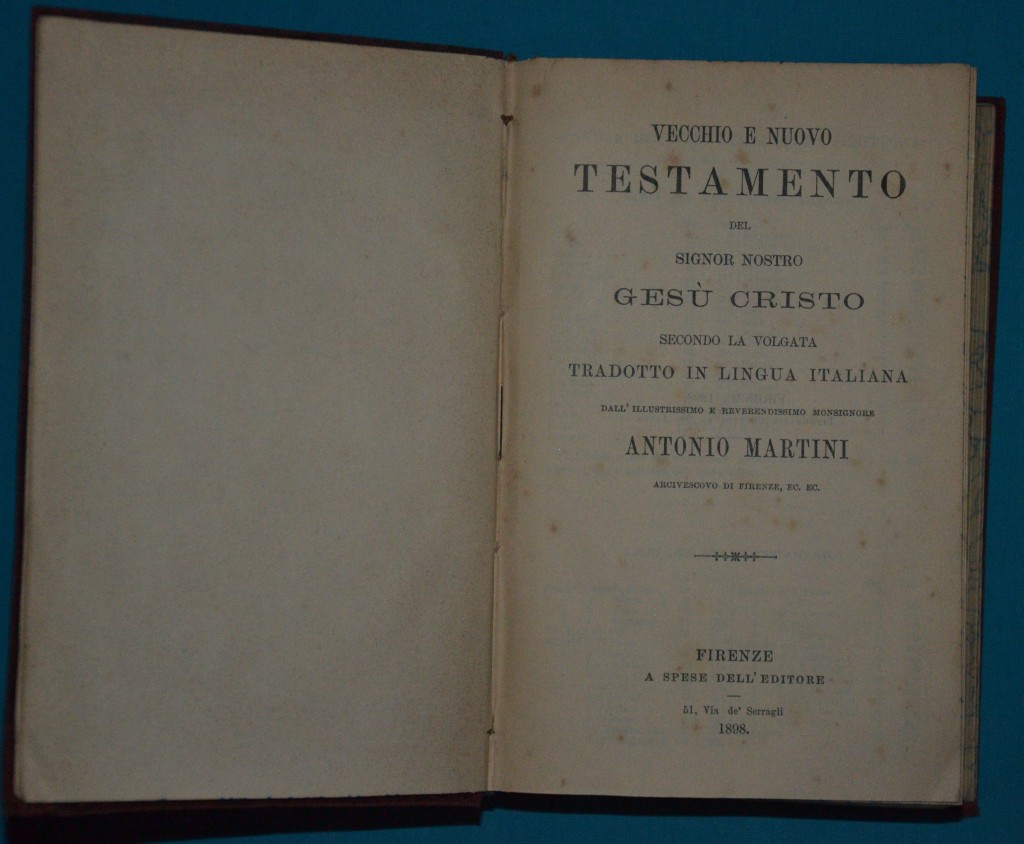 VECCHIO E NUOVO
TESTAMENTO
DEL
SIGNOR NOSTRO
GESÙ CRISTO
SECONDO LA VOLGATA
TRADOTTO IN LINGUA ITALIANA
DALL' ILLUSTRISSIMO E REVERENDISSIMO MONSIGNORE
ANTONIO MARTINI
ARCIVESCOVO DI FIRENZE, EC. EC.
FIRENZE
A SPESE DELL' EDITORE
51, Via de' Serragli
1898.